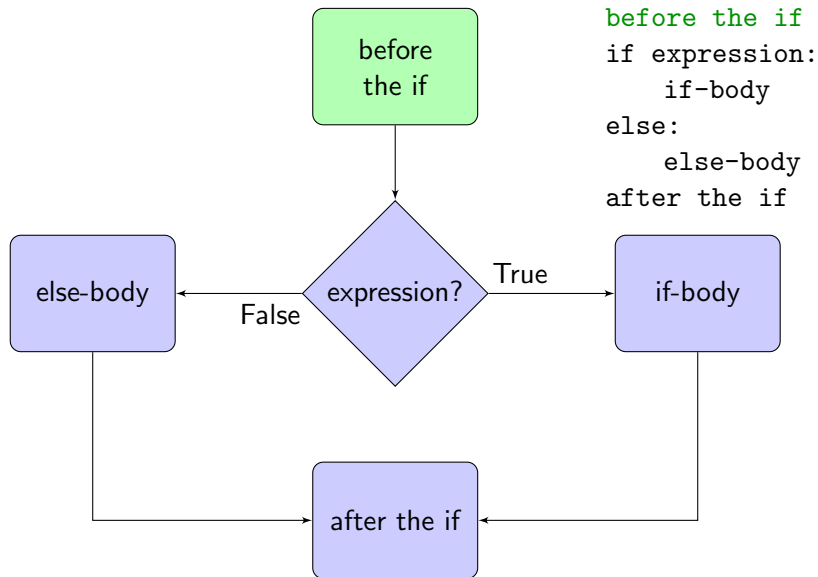 before
the if
before the if
if expression:
    if-body
else:
    else-body
after the if
else-body
False
expression?
True
if-body
after the if